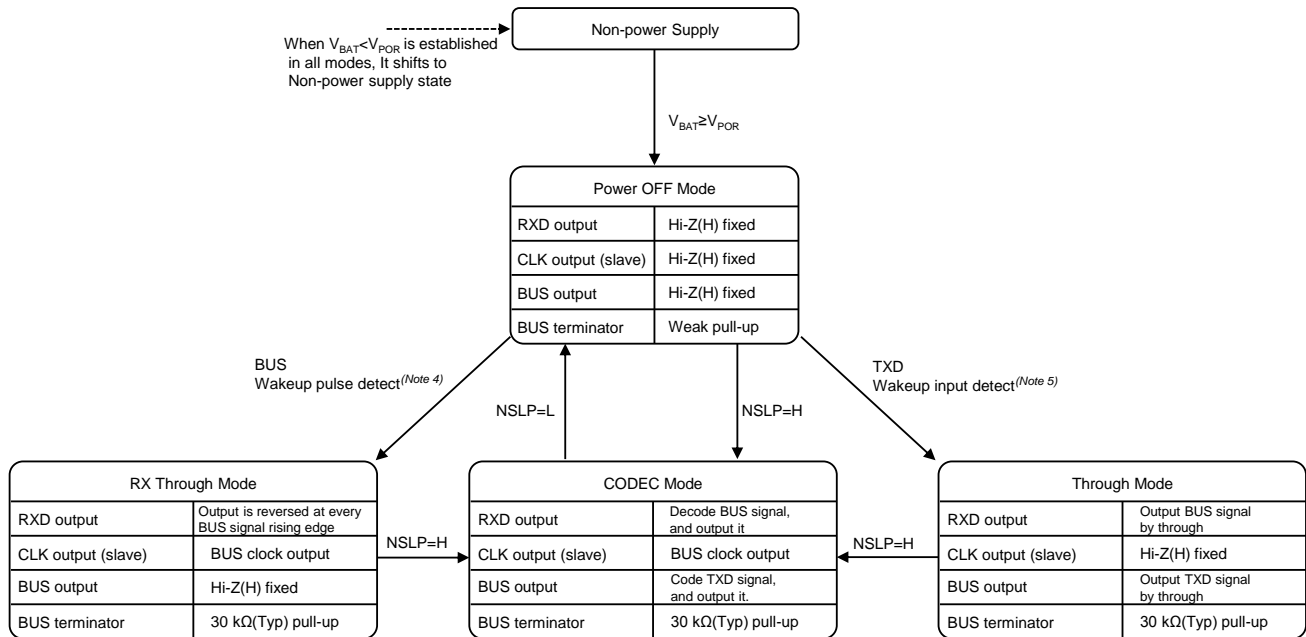 Non-power Supply
When VBAT<VPOR is established
in all modes, It shifts to
Non-power supply state
VBAT≥VPOR
Power OFF Mode
RXD output Hi-Z(H) fixed
CLK output (slave) Hi-Z(H) fixed
BUS output Hi-Z(H) fixed
BUS terminator Weak pull-up
BUS
Wakeup pulse detect(Note 4)
NSLP=L
NSLP=H
TXD
Wakeup input detect(Note 5)
RX Through Mode
RXD output Output is reversed at every
BUS signal rising edge
CLK output (slave) BUS clock output
BUS output Hi-Z(H) fixed
BUS terminator 30 kΩ(Typ) pull-up
NSLP=H
CODEC Mode
RXD output Decode BUS signal,
and output it
CLK output (slave) BUS clock output
BUS output Code TXD signal,
and output it.
BUS terminator 30 kΩ(Typ) pull-up
NSLP=H
Through Mode
RXD output Output BUS signal
by through
CLK output (slave) Hi-Z(H) fixed
BUS output Output TXD signal
by through
BUS terminator 30 kΩ(Typ) pull-up